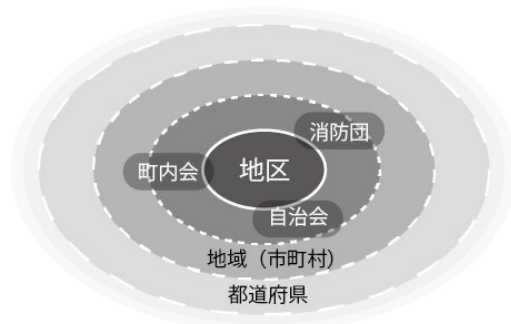 消防団
町内会
地区
自治会
地域（市町村）
都道府県